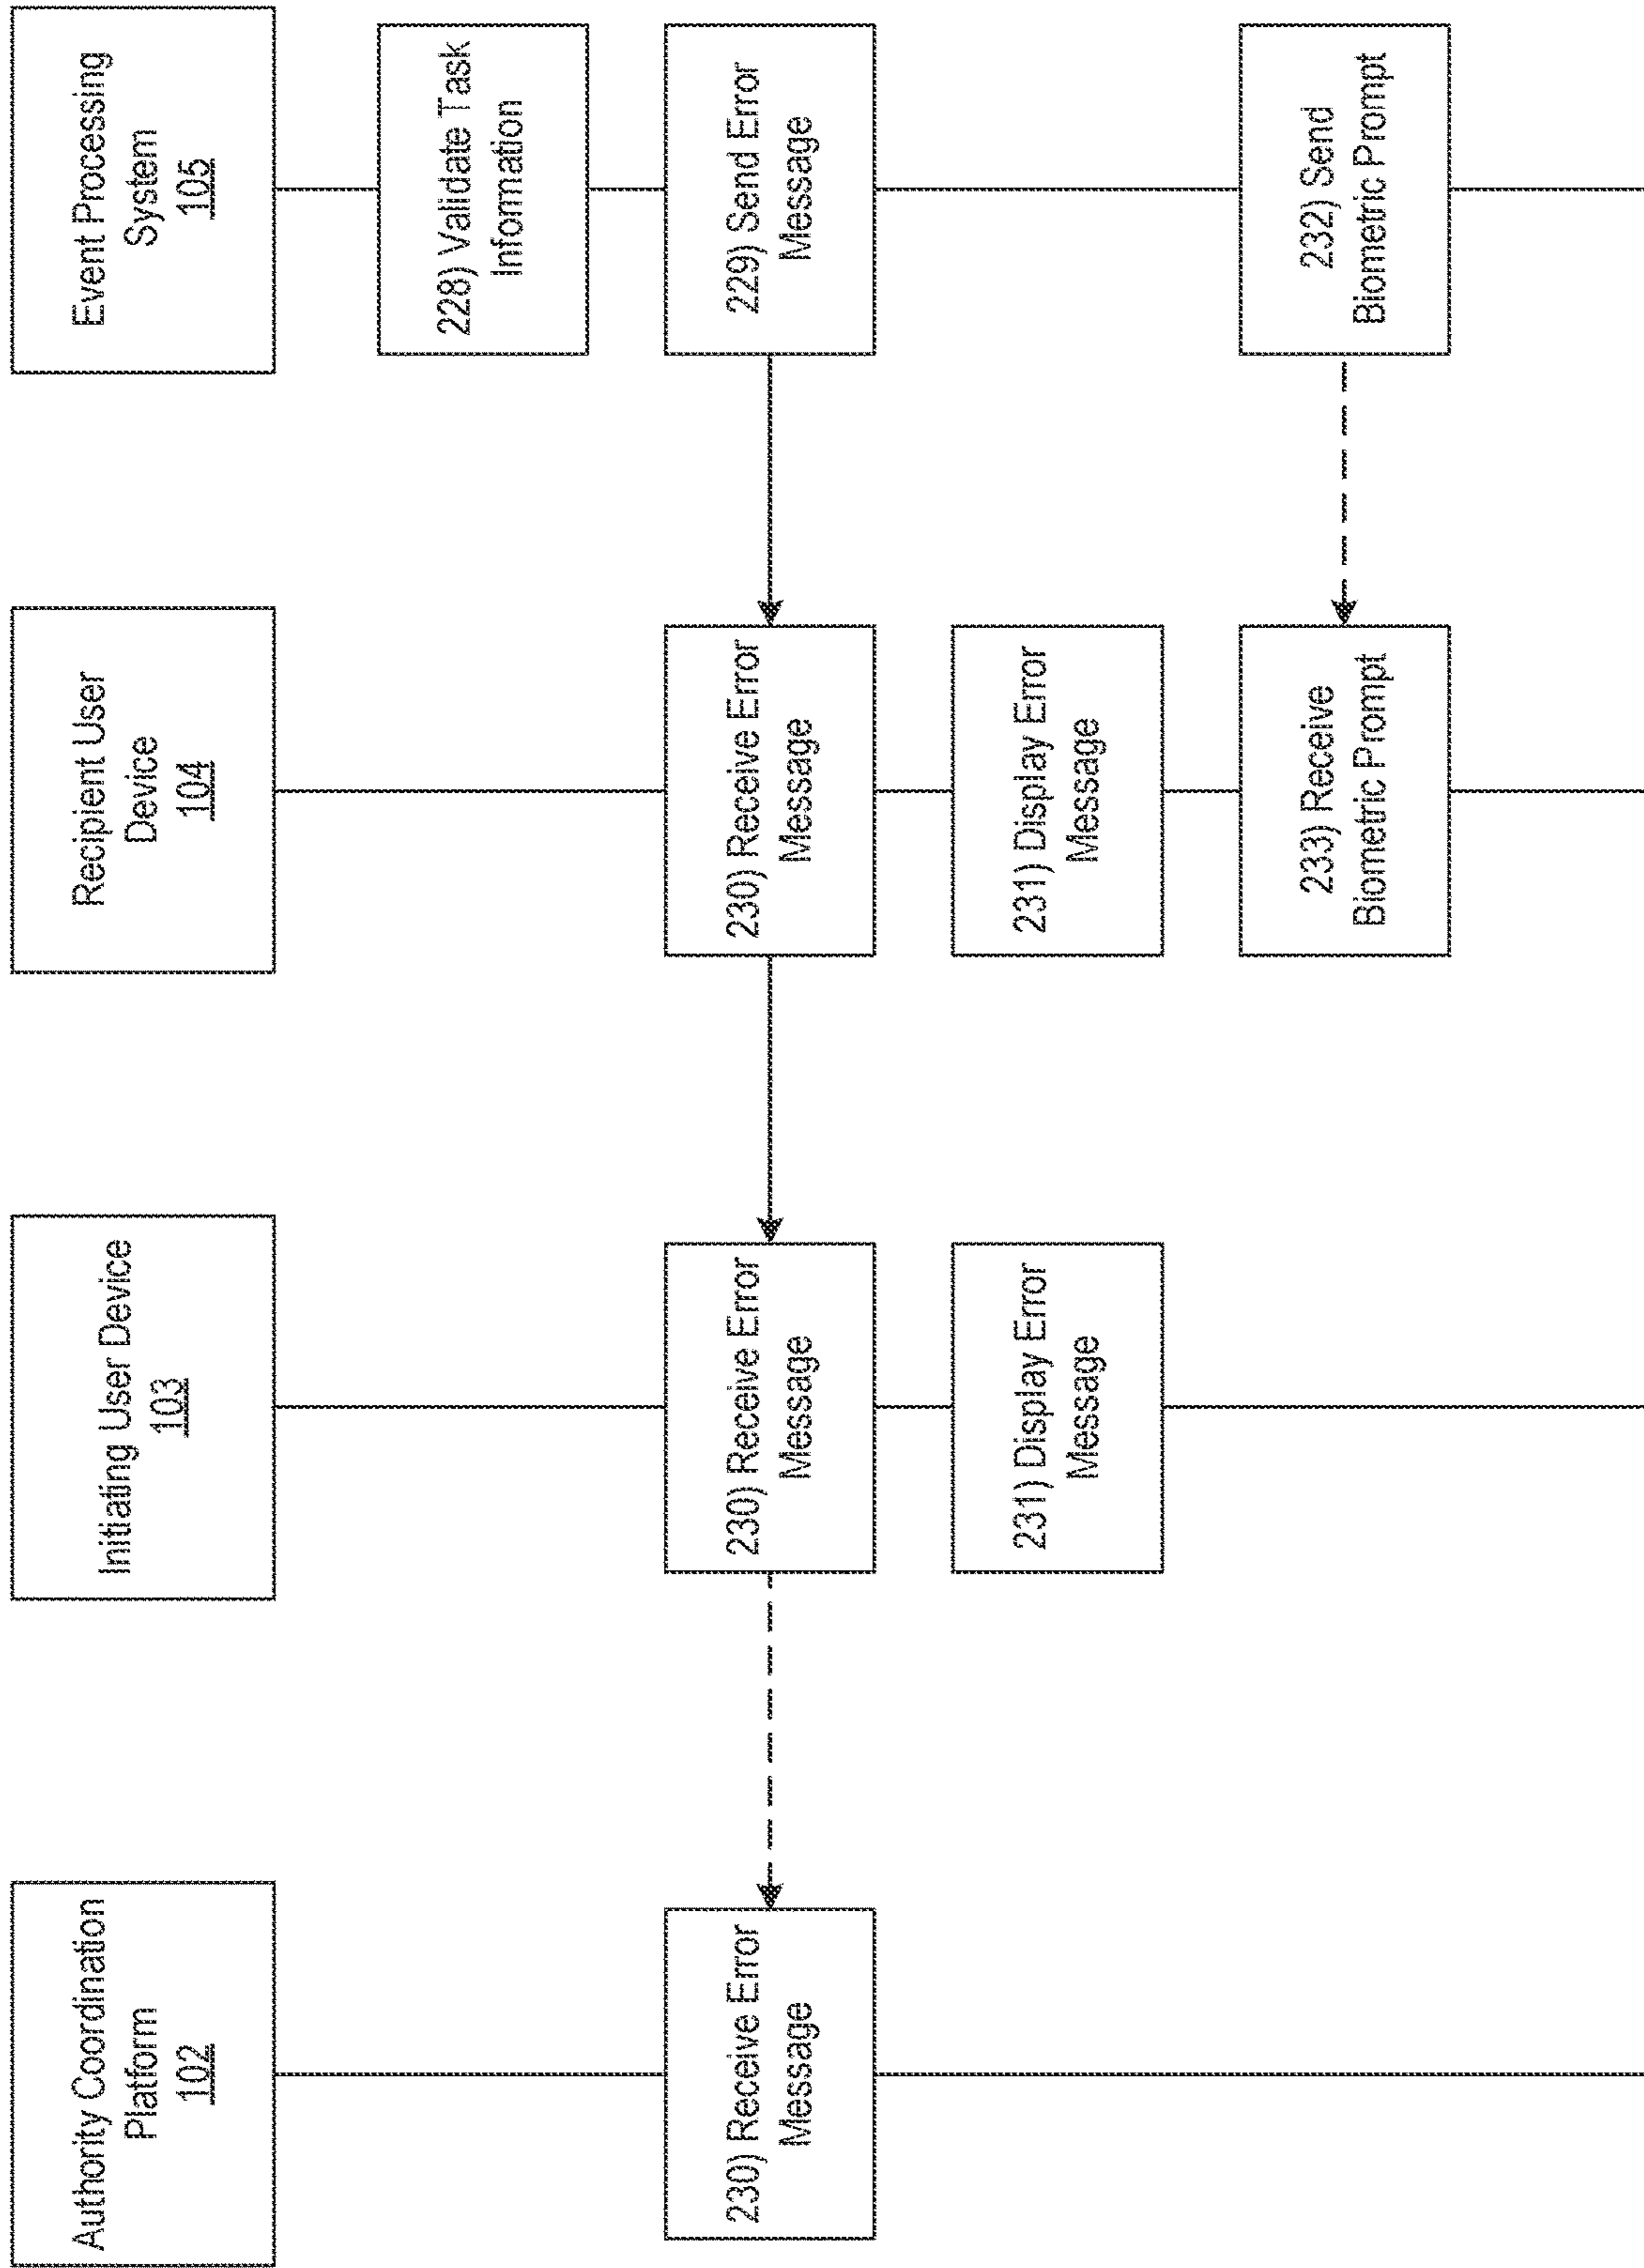 Authority Coordination
Platform
102
Initiating User Device
103
Recipient User
Device
104
Event Processing
System
105
228) Validate Task
Information
230) Receive Error
Message
230) Receive Error
Message
230) Receive Error
Message
229) Send Error
Message
231) Display Error
Message
231) Display Error
Message
233) Receive
Biometric Prompt
232) Send
Biometric Prompt